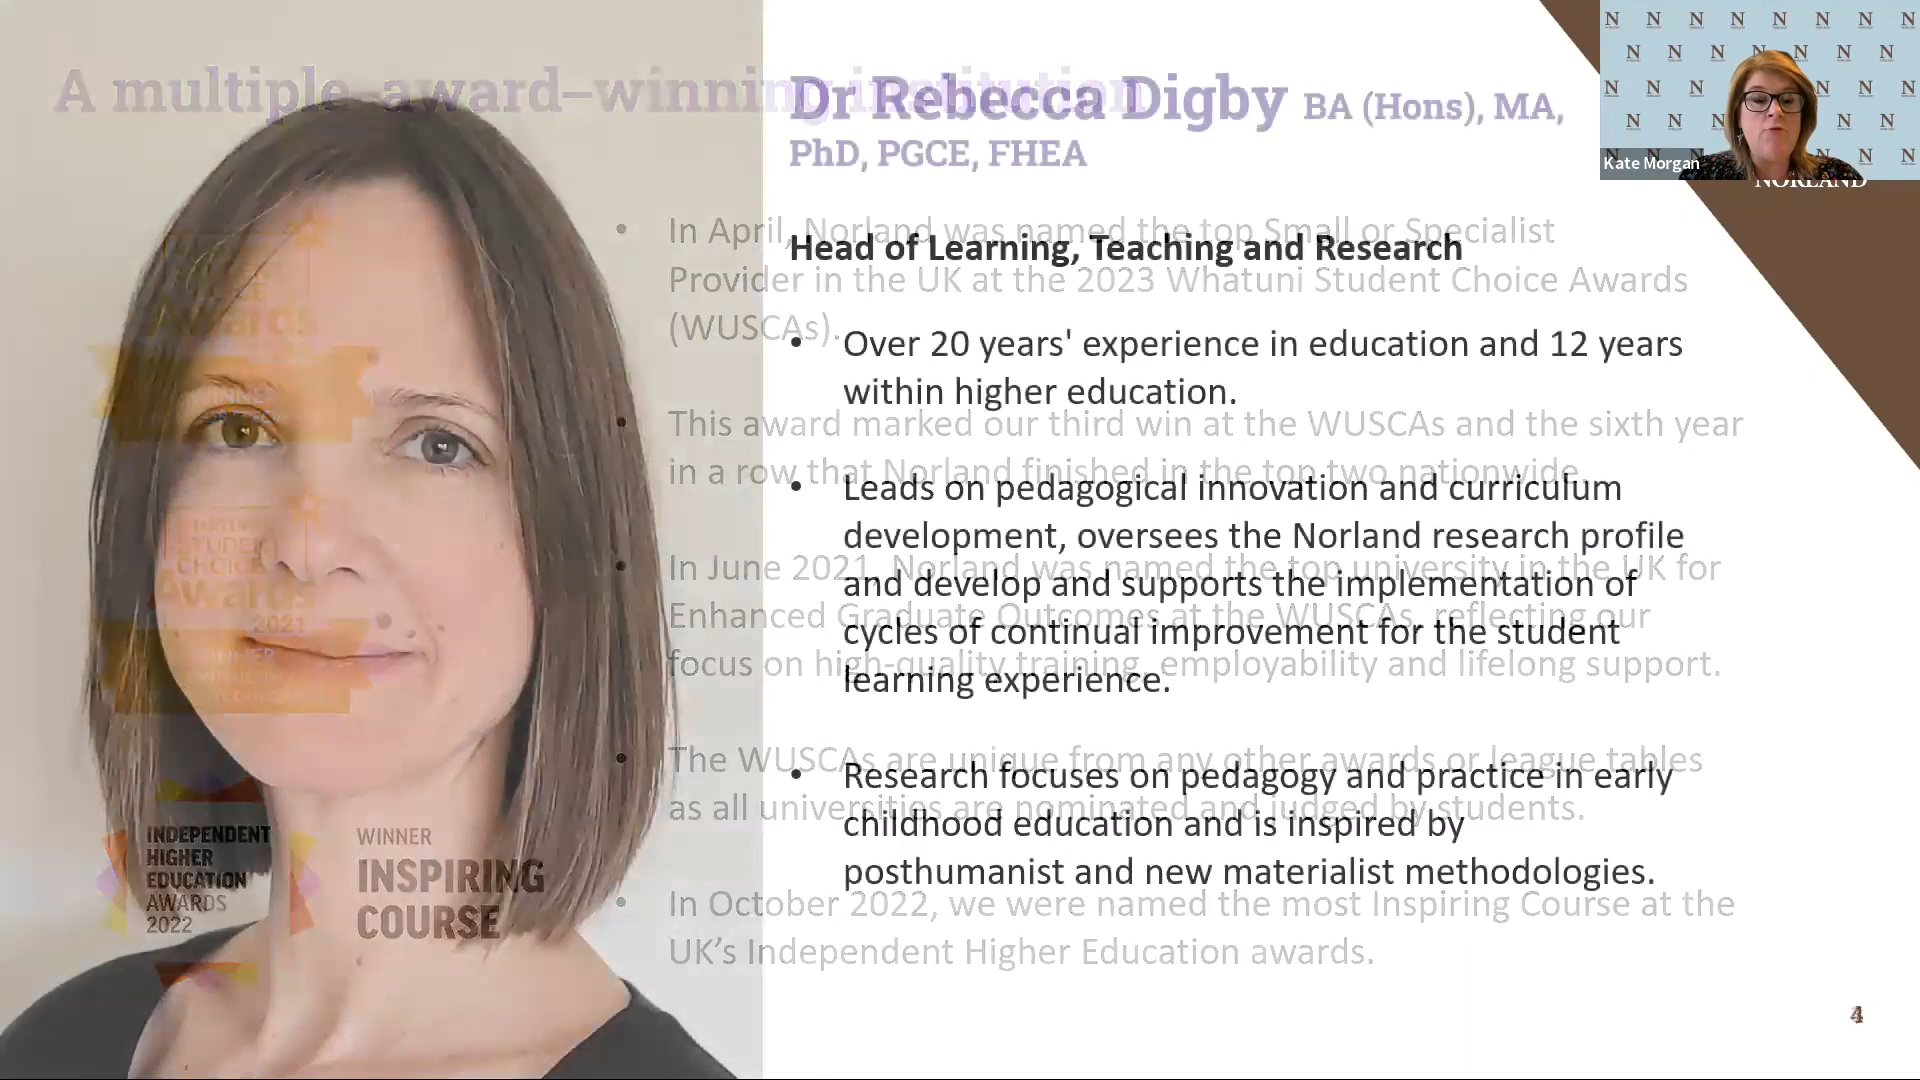 A multiple–award–winning institution
Dr Rebecca Digby BA (Hons), MA,
PhD, PGCE, FHEA
Kate Morgan
NORLAND
Head of Learning, Teaching and Research
• Over 20 years' experience in education and 12 years
within higher education.
• Leads on pedagogical innovation and curriculum
development, oversees the Norland research profile
and develop and supports the implementation of
cycles of continual improvement for the student
learning experience.
• Research focuses on pedagogy and practice in early
childhood education and is inspired by
posthumanist and new materialist methodologies.
• In April, Norland was named the top Small or Specialist
Provider in the UK at the 2023 Whatuni Student Choice Awards
(WUSCAs).
• This award marked our third win at the WUSCAs and the sixth year
in a row that Norland finished in the top two nationwide.
• In June 2021, Norland was named the top university in the UK for
Enhanced Graduate Outcomes at the WUSCAs, reflecting our
focus on high-quality training, employability and lifelong support.
• The WUSCAs are unique from any other awards or league tables
as all universities are nominated and judged by students.
• In October 2022, we were named the most Inspiring Course at the
UK’s Independent Higher Education awards.
Awards
STUDENT
CHOICE
Awards
2021
INDEPENDENT
HIGHER
EDUCATION
AWARDS
2022
WINNER
INSPIRING
COURSE
4